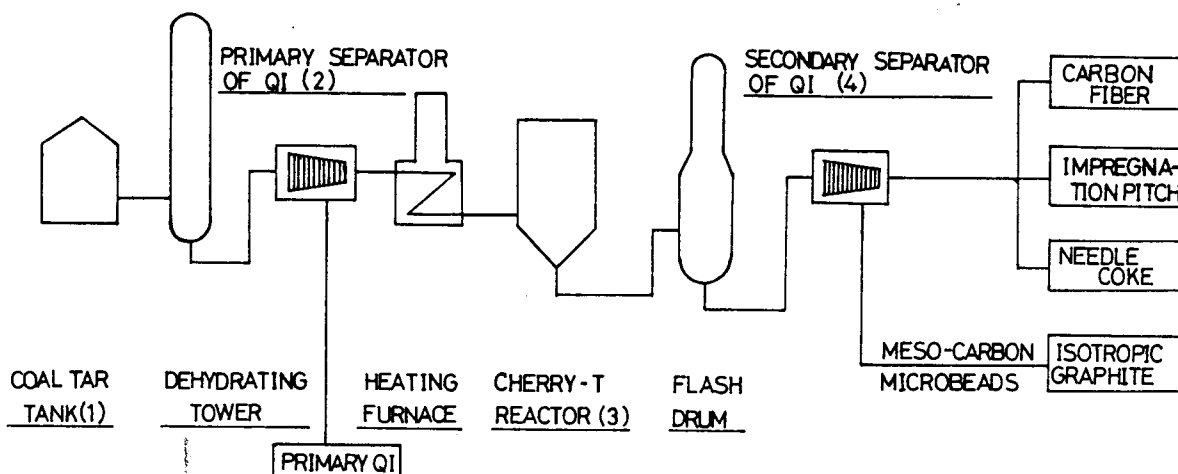 PRIMARY SEPARATOR
OF QI (2)
SECONDARY SEPARATOR
OF QI (4)
CARBON
FIBER
IMPREGNA-
TION PITCH
NEEDLE
COKE
MESO-CARBON
MICROBEADS
ISOTROPIC
GRAPHITE
COAL TAR
TANK(1)
DEHYDRATING
TOWER
HEATING
FURNACE
CHERRY-T
REACTOR (3)
FLASH
DRUM
PRIMARY QI